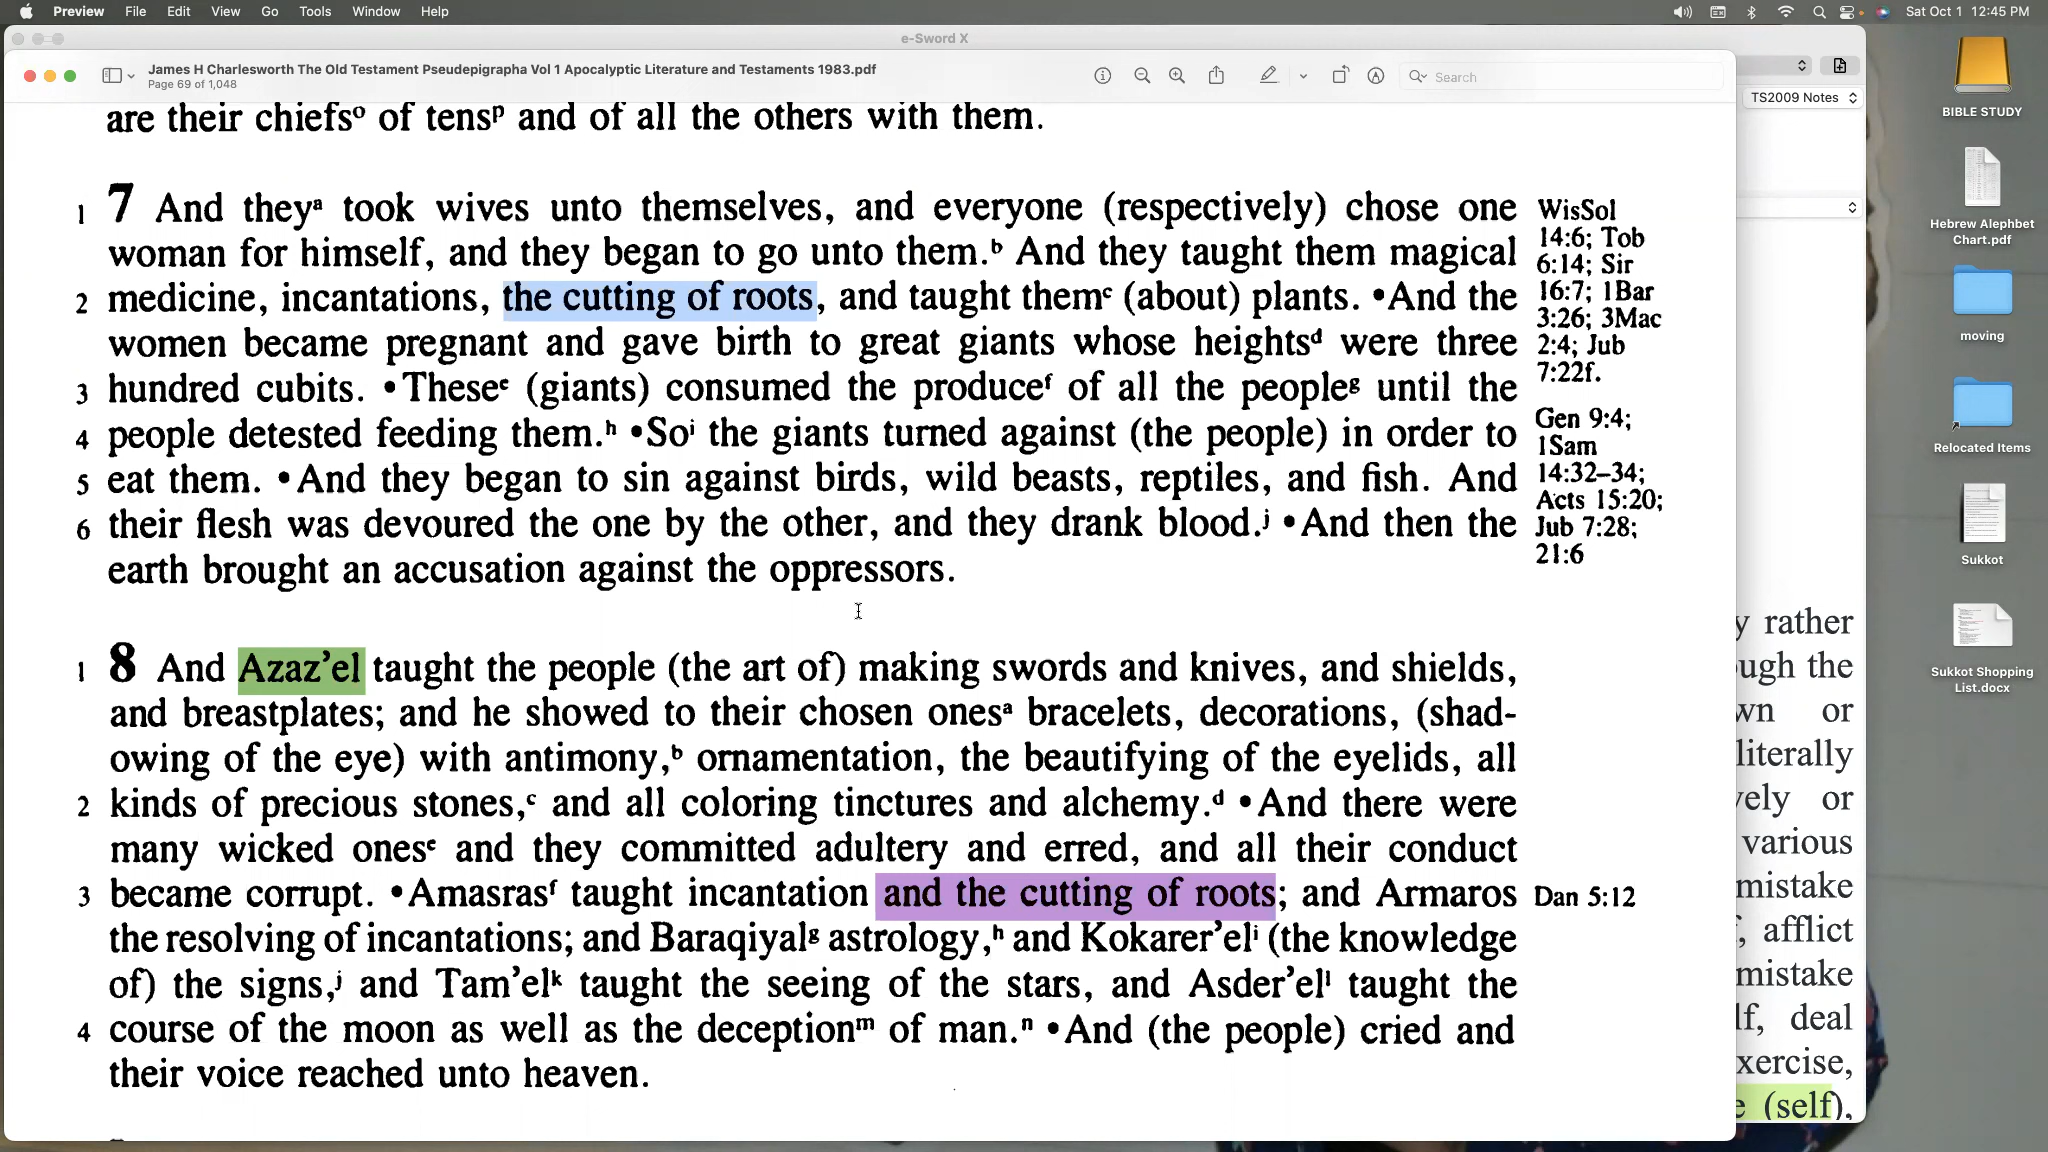 Preview File Edit View Go Tools Window Help
Sat Oct 1 12:45 PM
e-Sword X
James H Charlesworth The Old Testament Pseudepigrapha Vol 1 Apocalyptic Literature and Testaments 1983.pdf
Page 69 of 1,048
Search
TS2009 Notes
are their chiefsᵒ of tensᵖ and of all the others with them.
1 7 And theyᵃ took wives unto themselves, and everyone (respectively) chose one
woman for himself, and they began to go unto them.ᵇ And they taught them magical
2 medicine, incantations, the cutting of roots, and taught themᶜ (about) plants. •And the
women became pregnant and gave birth to great giants whose heightsᵈ were three
3 hundred cubits. •Theseᵉ (giants) consumed the produceᶠ of all the peopleᵍ until the
4 people detested feeding them.ʰ •Soⁱ the giants turned against (the people) in order to
5 eat them. •And they began to sin against birds, wild beasts, reptiles, and fish. And
6 their flesh was devoured the one by the other, and they drank blood.ʲ •And then the
earth brought an accusation against the oppressors.
WisSol
14:6; Tob
6:14; Sir
16:7; 1Bar
3:26; 3Mac
2:4; Jub
7:22f.
Gen 9:4;
1Sam
14:32–34;
Acts 15:20;
Jub 7:28;
21:6
1 8 And Azaz’el taught the people (the art of) making swords and knives, and shields,
and breastplates; and he showed to their chosen onesᵃ bracelets, decorations, (shad-
owing of the eye) with antimony,ᵇ ornamentation, the beautifying of the eyelids, all
2 kinds of precious stones,ᶜ and all coloring tinctures and alchemy.ᵈ •And there were
many wicked onesᵉ and they committed adultery and erred, and all their conduct
3 became corrupt. •Amasrasᶠ taught incantation and the cutting of roots; and Armaros
the resolving of incantations; and Baraqiyalᵍ astrology,ʰ and Kokarer’elⁱ (the knowledge
of) the signs,ʲ and Tam’elᵏ taught the seeing of the stars, and Asder’elˡ taught the
4 course of the moon as well as the deceptionᵐ of man.ⁿ •And (the people) cried and
their voice reached unto heaven.
Dan 5:12
y rather
ugh the
wn or
literally
vely or
various
mistake
, afflict
mistake
lf, deal
xercise,
e (self),
BIBLE STUDY
Hebrew Alephbet
Chart.pdf
moving
Relocated Items
Sukkot
Sukkot Shopping
List.docx